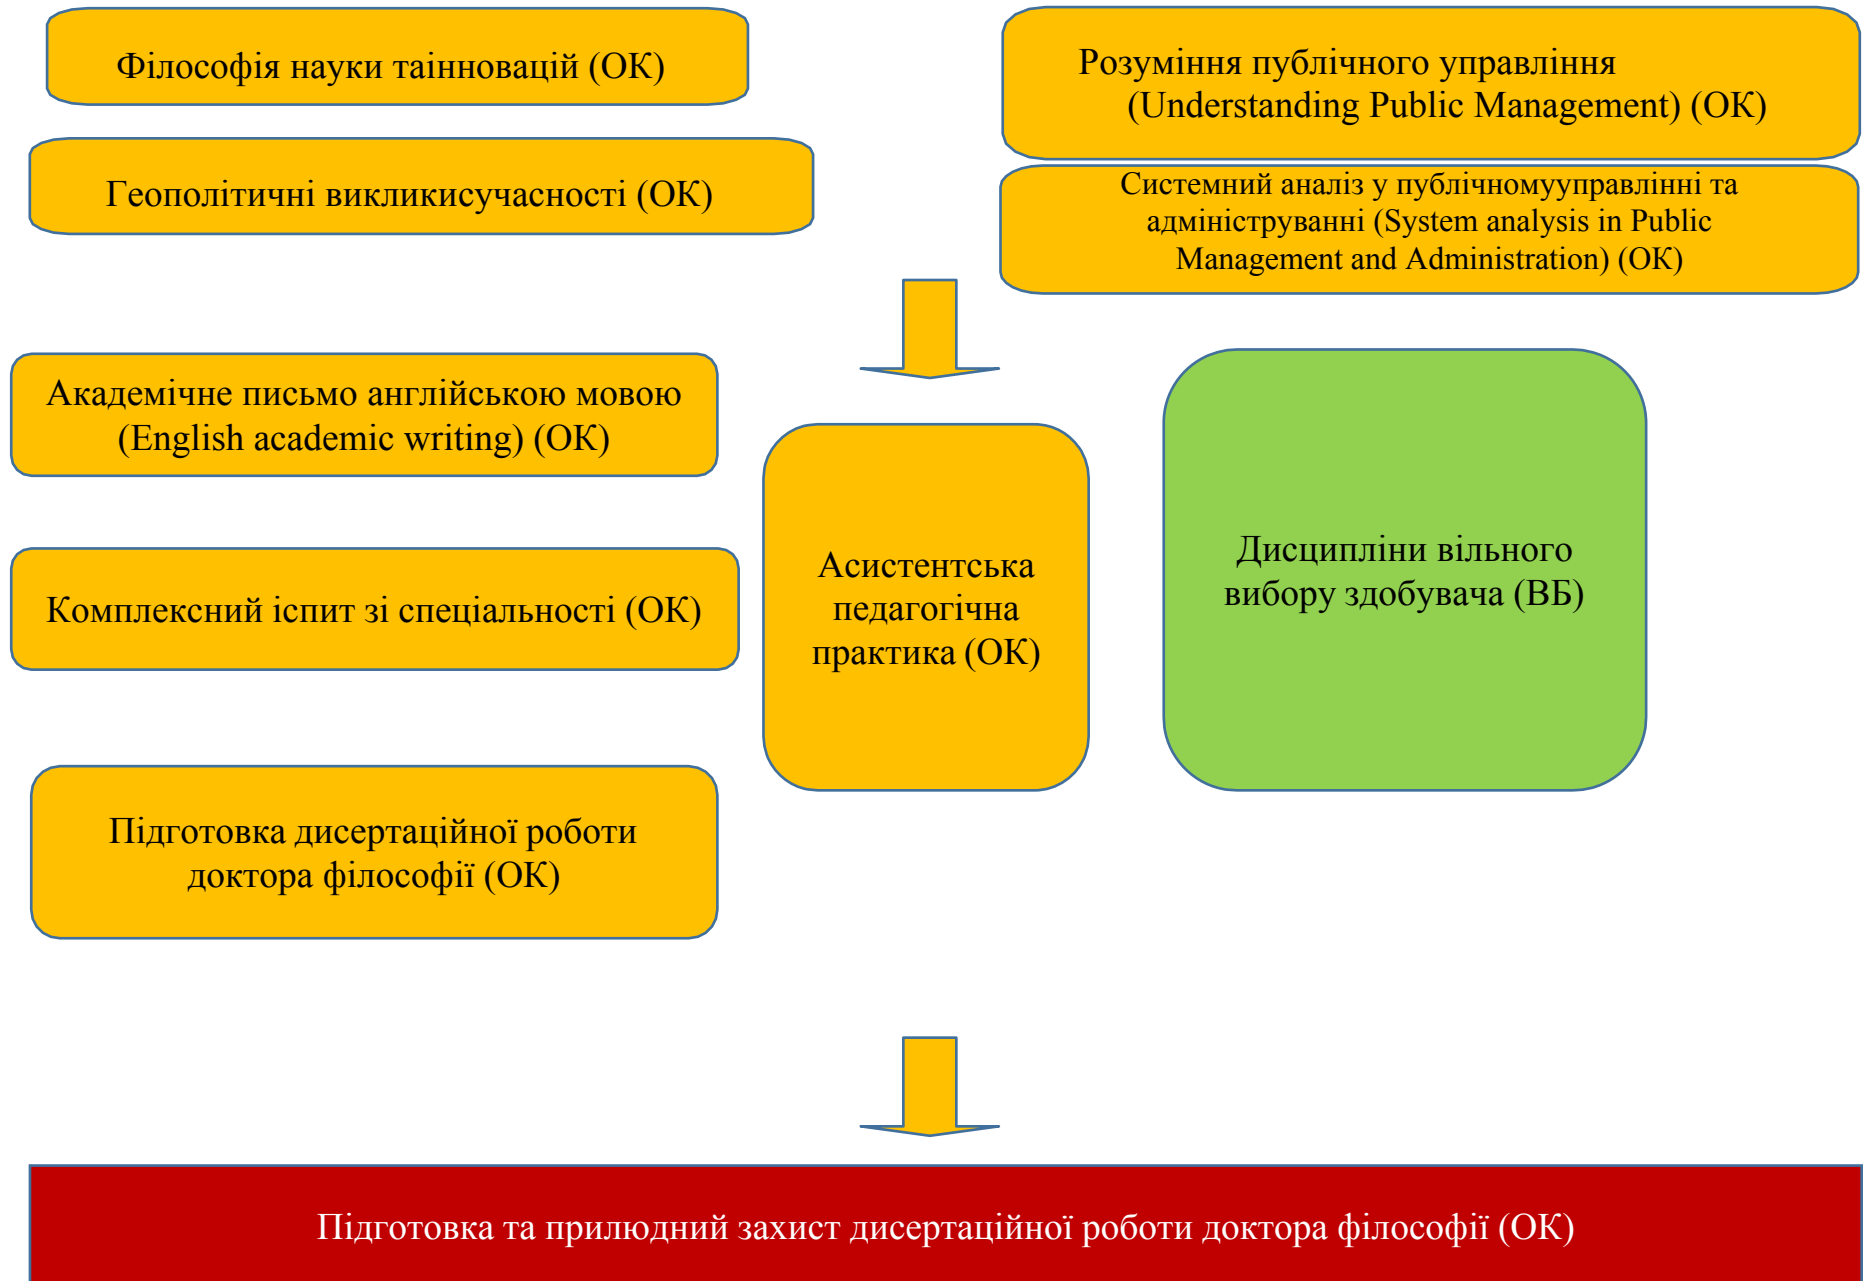 Філософія науки таінновацій (ОК)
Розуміння публічного управління
(Understanding Public Management) (ОК)
Геополітичні викликисучасності (ОК)
Системний аналіз у публічномууправлінні та
адмініструванні (System analysis in Public
Management and Administration) (ОК)
Академічне письмо англійською мовою
(English academic writing) (ОК)
Комплексний іспит зі спеціальності (ОК)
Асистентська
педагогічна
практика (ОК)
Дисципліни вільного
вибору здобувача (ВБ)
Підготовка дисертаційної роботи
доктора філософії (ОК)
Підготовка та прилюдний захист дисертаційної роботи доктора філософії (ОК)